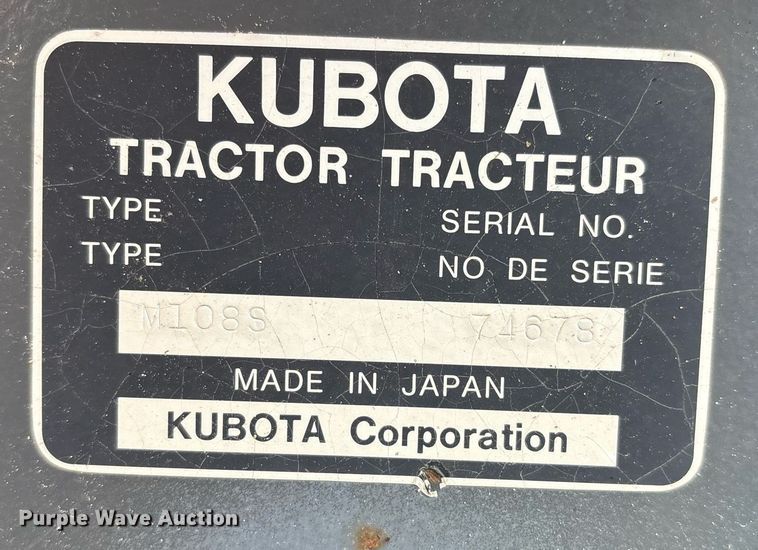 KUBOTA
TRACTOR TRACTEUR
TYPE SERIAL NO.
TYPE NO DE SERIE
M108S 74678
MADE IN JAPAN
KUBOTA Corporation
Purple Wave Auction